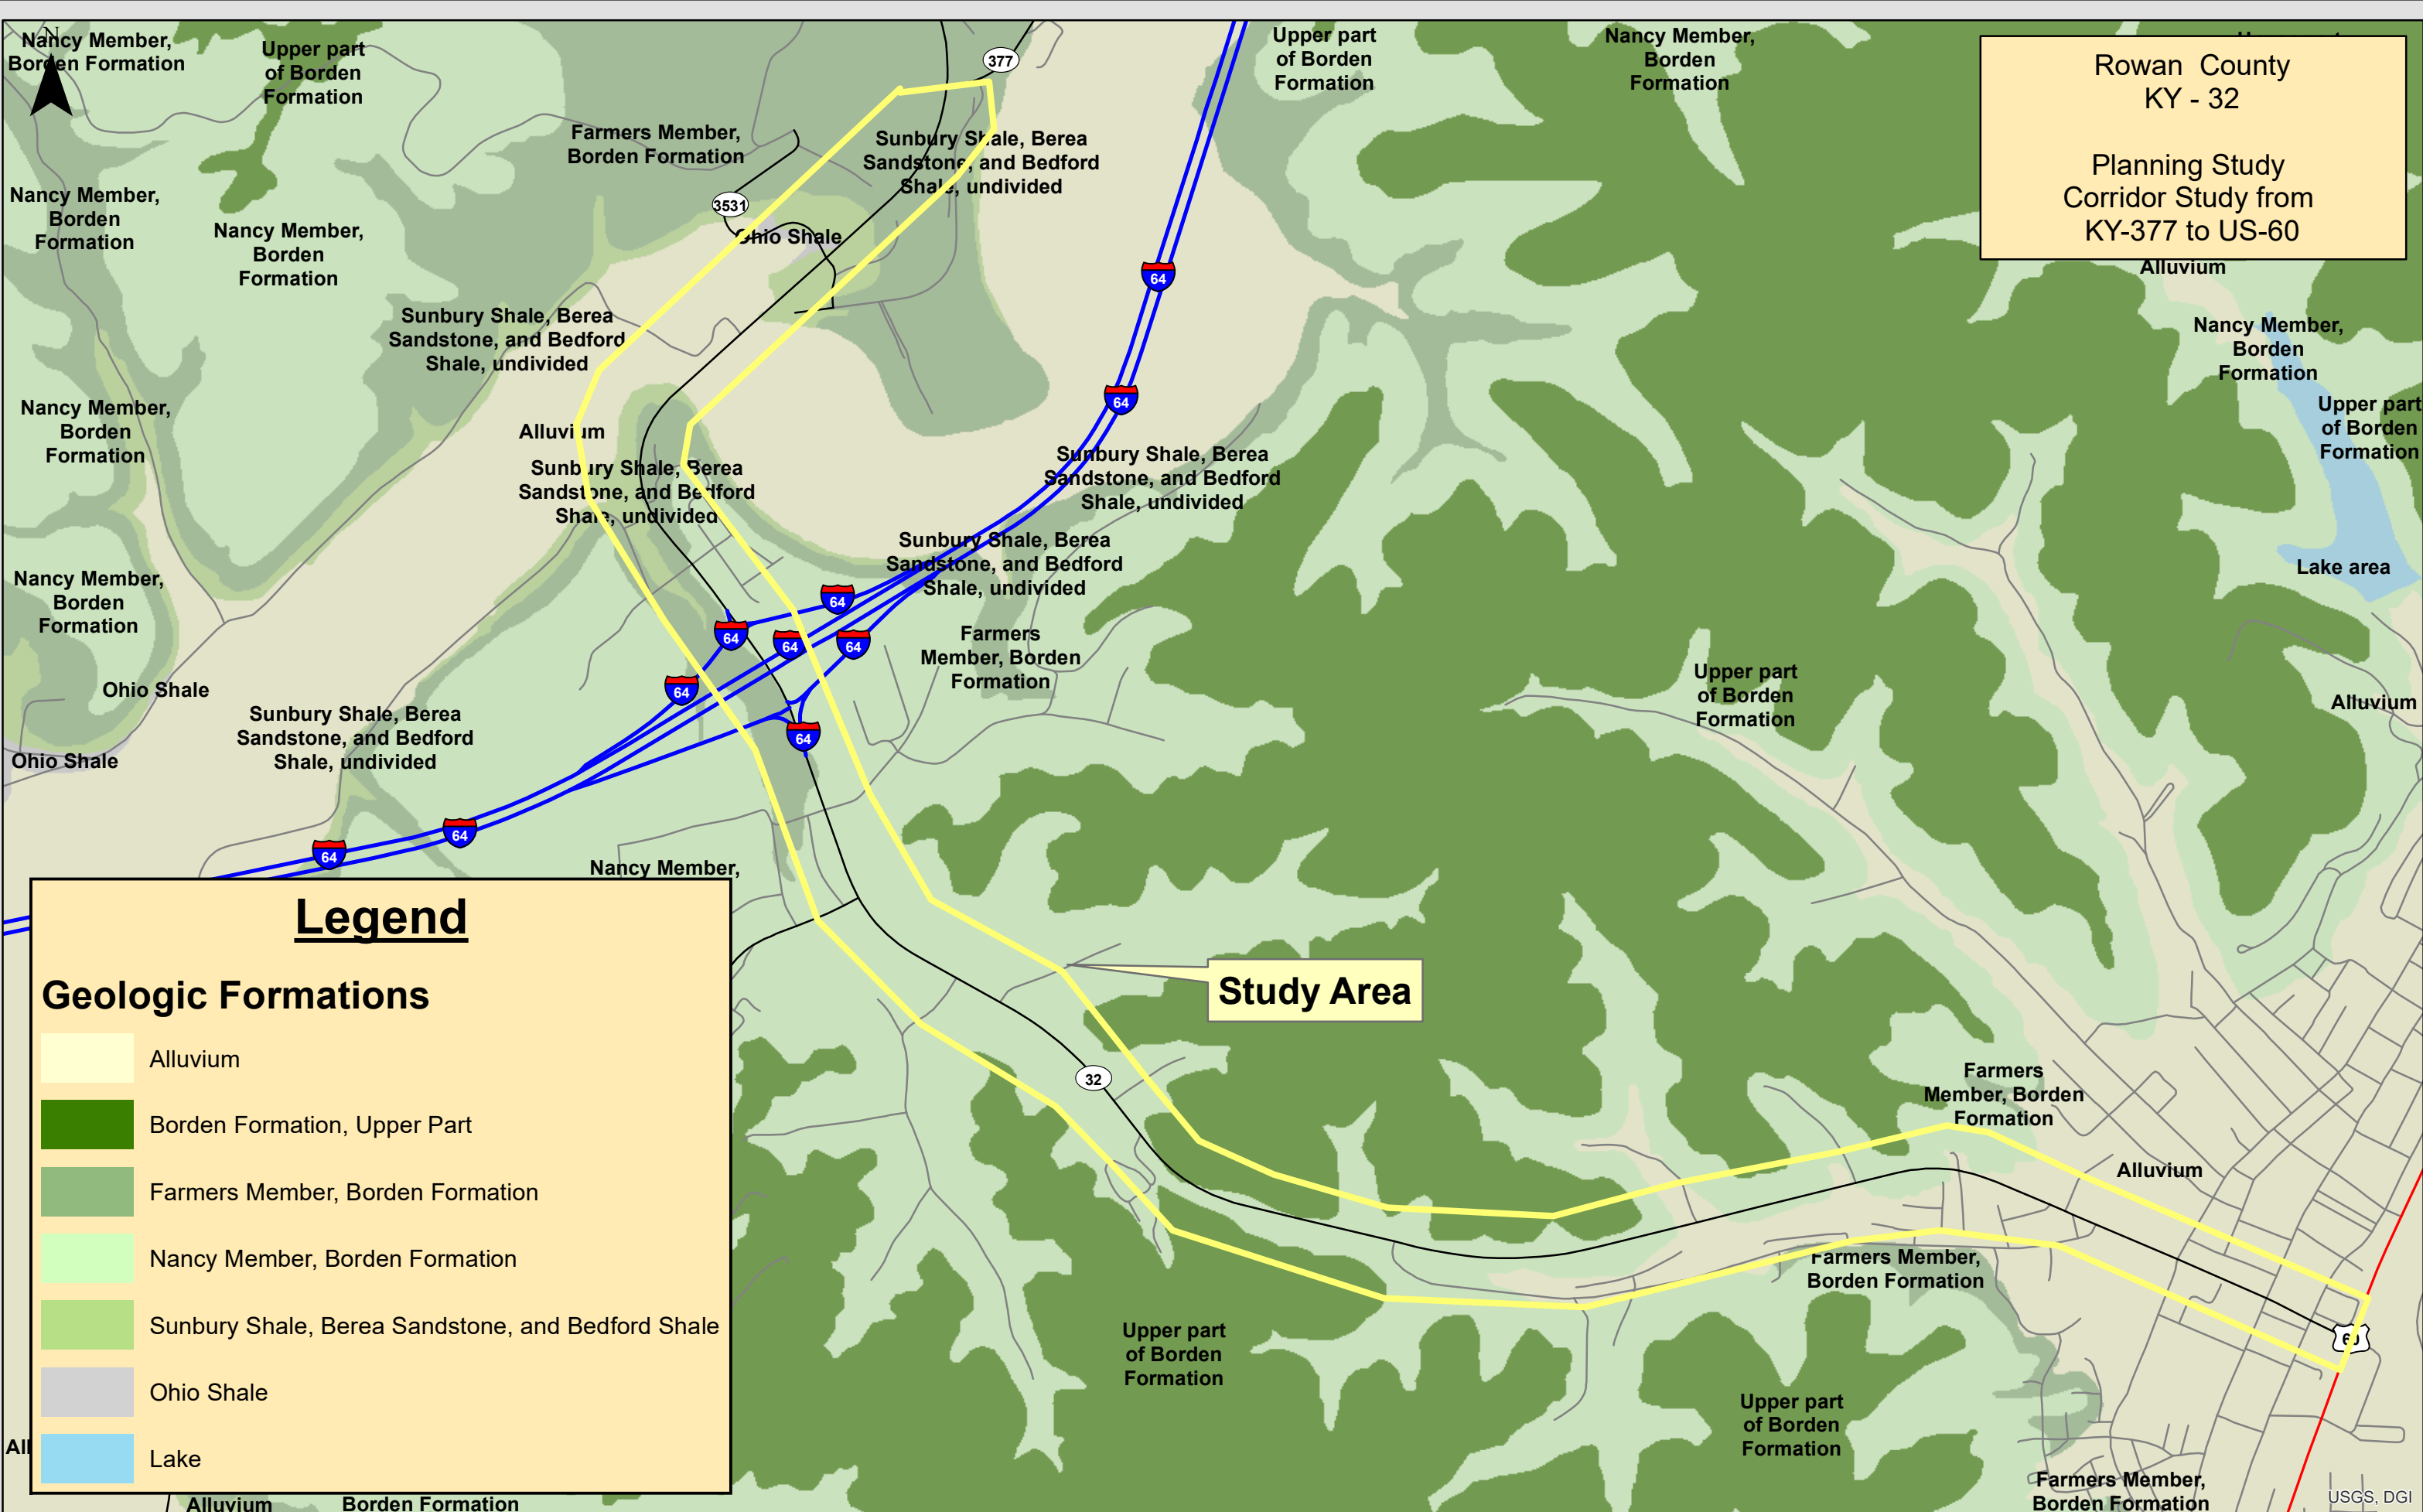 N
Nancy Member,
Borden Formation
Upper part
of Borden
Formation
377
Upper part
of Borden
Formation
Nancy Member,
Borden
Formation
Rowan County
KY - 32
Planning Study
Corridor Study from
KY-377 to US-60
Farmers Member,
Borden Formation
Sunbury Shale, Berea
Sandstone, and Bedford
Shale, undivided
Nancy Member,
Borden
Formation
3531
Nancy Member,
Borden
Formation
Ohio Shale
64
Alluvium
Sunbury Shale, Berea
Sandstone, and Bedford
Shale, undivided
Nancy Member,
Borden
Formation
64
Nancy Member,
Borden
Formation
Upper part
of Borden
Formation
Alluvium
Sunbury Shale, Berea
Sandstone, and Bedford
Shale, undivided
Sunbury Shale, Berea
Sandstone, and Bedford
Shale, undivided
Sunbury Shale, Berea
Sandstone, and Bedford
Shale, undivided
Lake area
Nancy Member,
Borden
Formation
64
64
64
64
Farmers
Member, Borden
Formation
64
Ohio Shale
Upper part
of Borden
Formation
Alluvium
Sunbury Shale, Berea
Sandstone, and Bedford
Shale, undivided
64
Ohio Shale
64
64
Nancy Member,
Legend
Geologic Formations
Alluvium
Borden Formation, Upper Part
Farmers Member, Borden Formation
Nancy Member, Borden Formation
Sunbury Shale, Berea Sandstone, and Bedford Shale
Ohio Shale
Lake
Study Area
32
Farmers
Member, Borden
Formation
Alluvium
Farmers Member,
Borden Formation
60
Upper part
of Borden
Formation
Upper part
of Borden
Formation
Farmers Member,
Borden Formation
Alluvium
Borden Formation
USGS, DGI